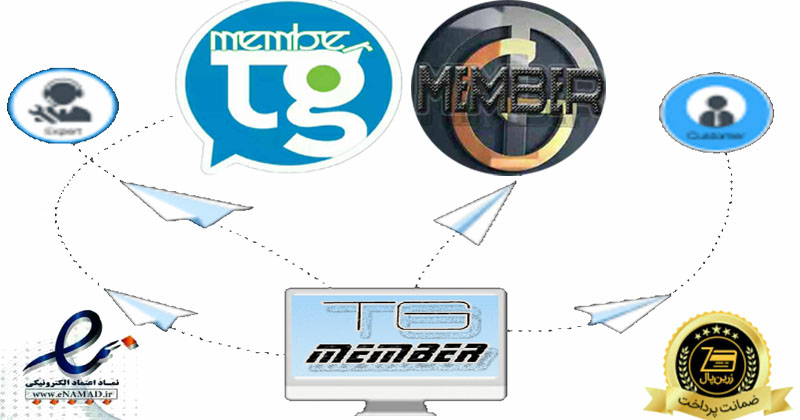 member
tg
MEMBER
Expert
Customer
TG
MEMBER
نماد اعتماد الکترونیکی
www.eNAMAD.ir
زرین‌پال
ضمانت پرداخت